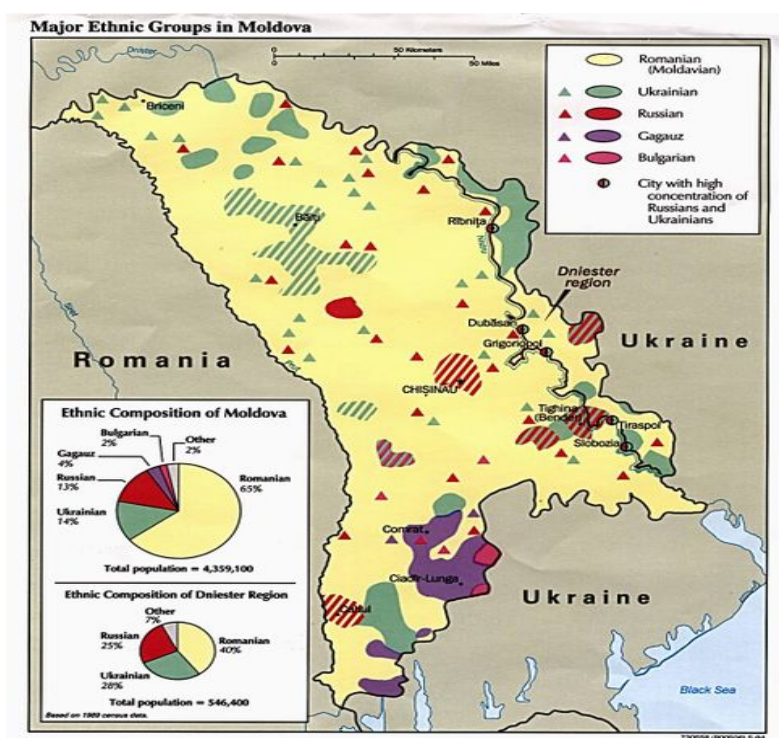 Major Ethnic Groups in Moldova
0 50 Kilometers
0 50 Miles
Romanian
(Moldavian)
Ukrainian
Russian
Gagauz
Bulgarian
City with high
concentration of
Russians and
Ukrainians
Dniester
Briceni
Bălți
Rîbnița
Dniester
region
Dubăsari
Grigoriopol
Ukraine
Romania
CHIȘINAU
Tighina
(Bender)
Tiraspol
Slobozia
Comrat
Ciadîr-Lunga
Cahul
Ukraine
Black Sea
Ethnic Composition of Moldova
Bulgarian
2%
Other
2%
Gagauz
4%
Russian
13%
Romanian
65%
Ukrainian
14%
Total population = 4,359,100
Ethnic Composition of Dniester Region
Other
7%
Russian
25%
Romanian
40%
Ukrainian
28%
Total population = 546,400
Based on 1989 census data.